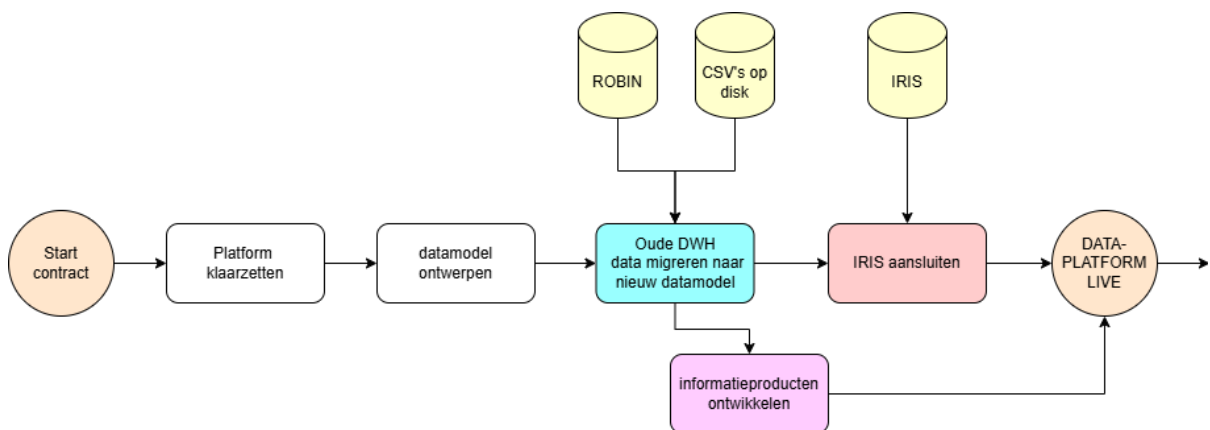 ROBIN
CSV's op
disk
IRIS
Start
contract
Platform
klaarzetten
datamodel
ontwerpen
Oude DWH
data migreren naar
nieuw datamodel
IRIS aansluiten
DATA-
PLATFORM
LIVE
informatieproducten
ontwikkelen